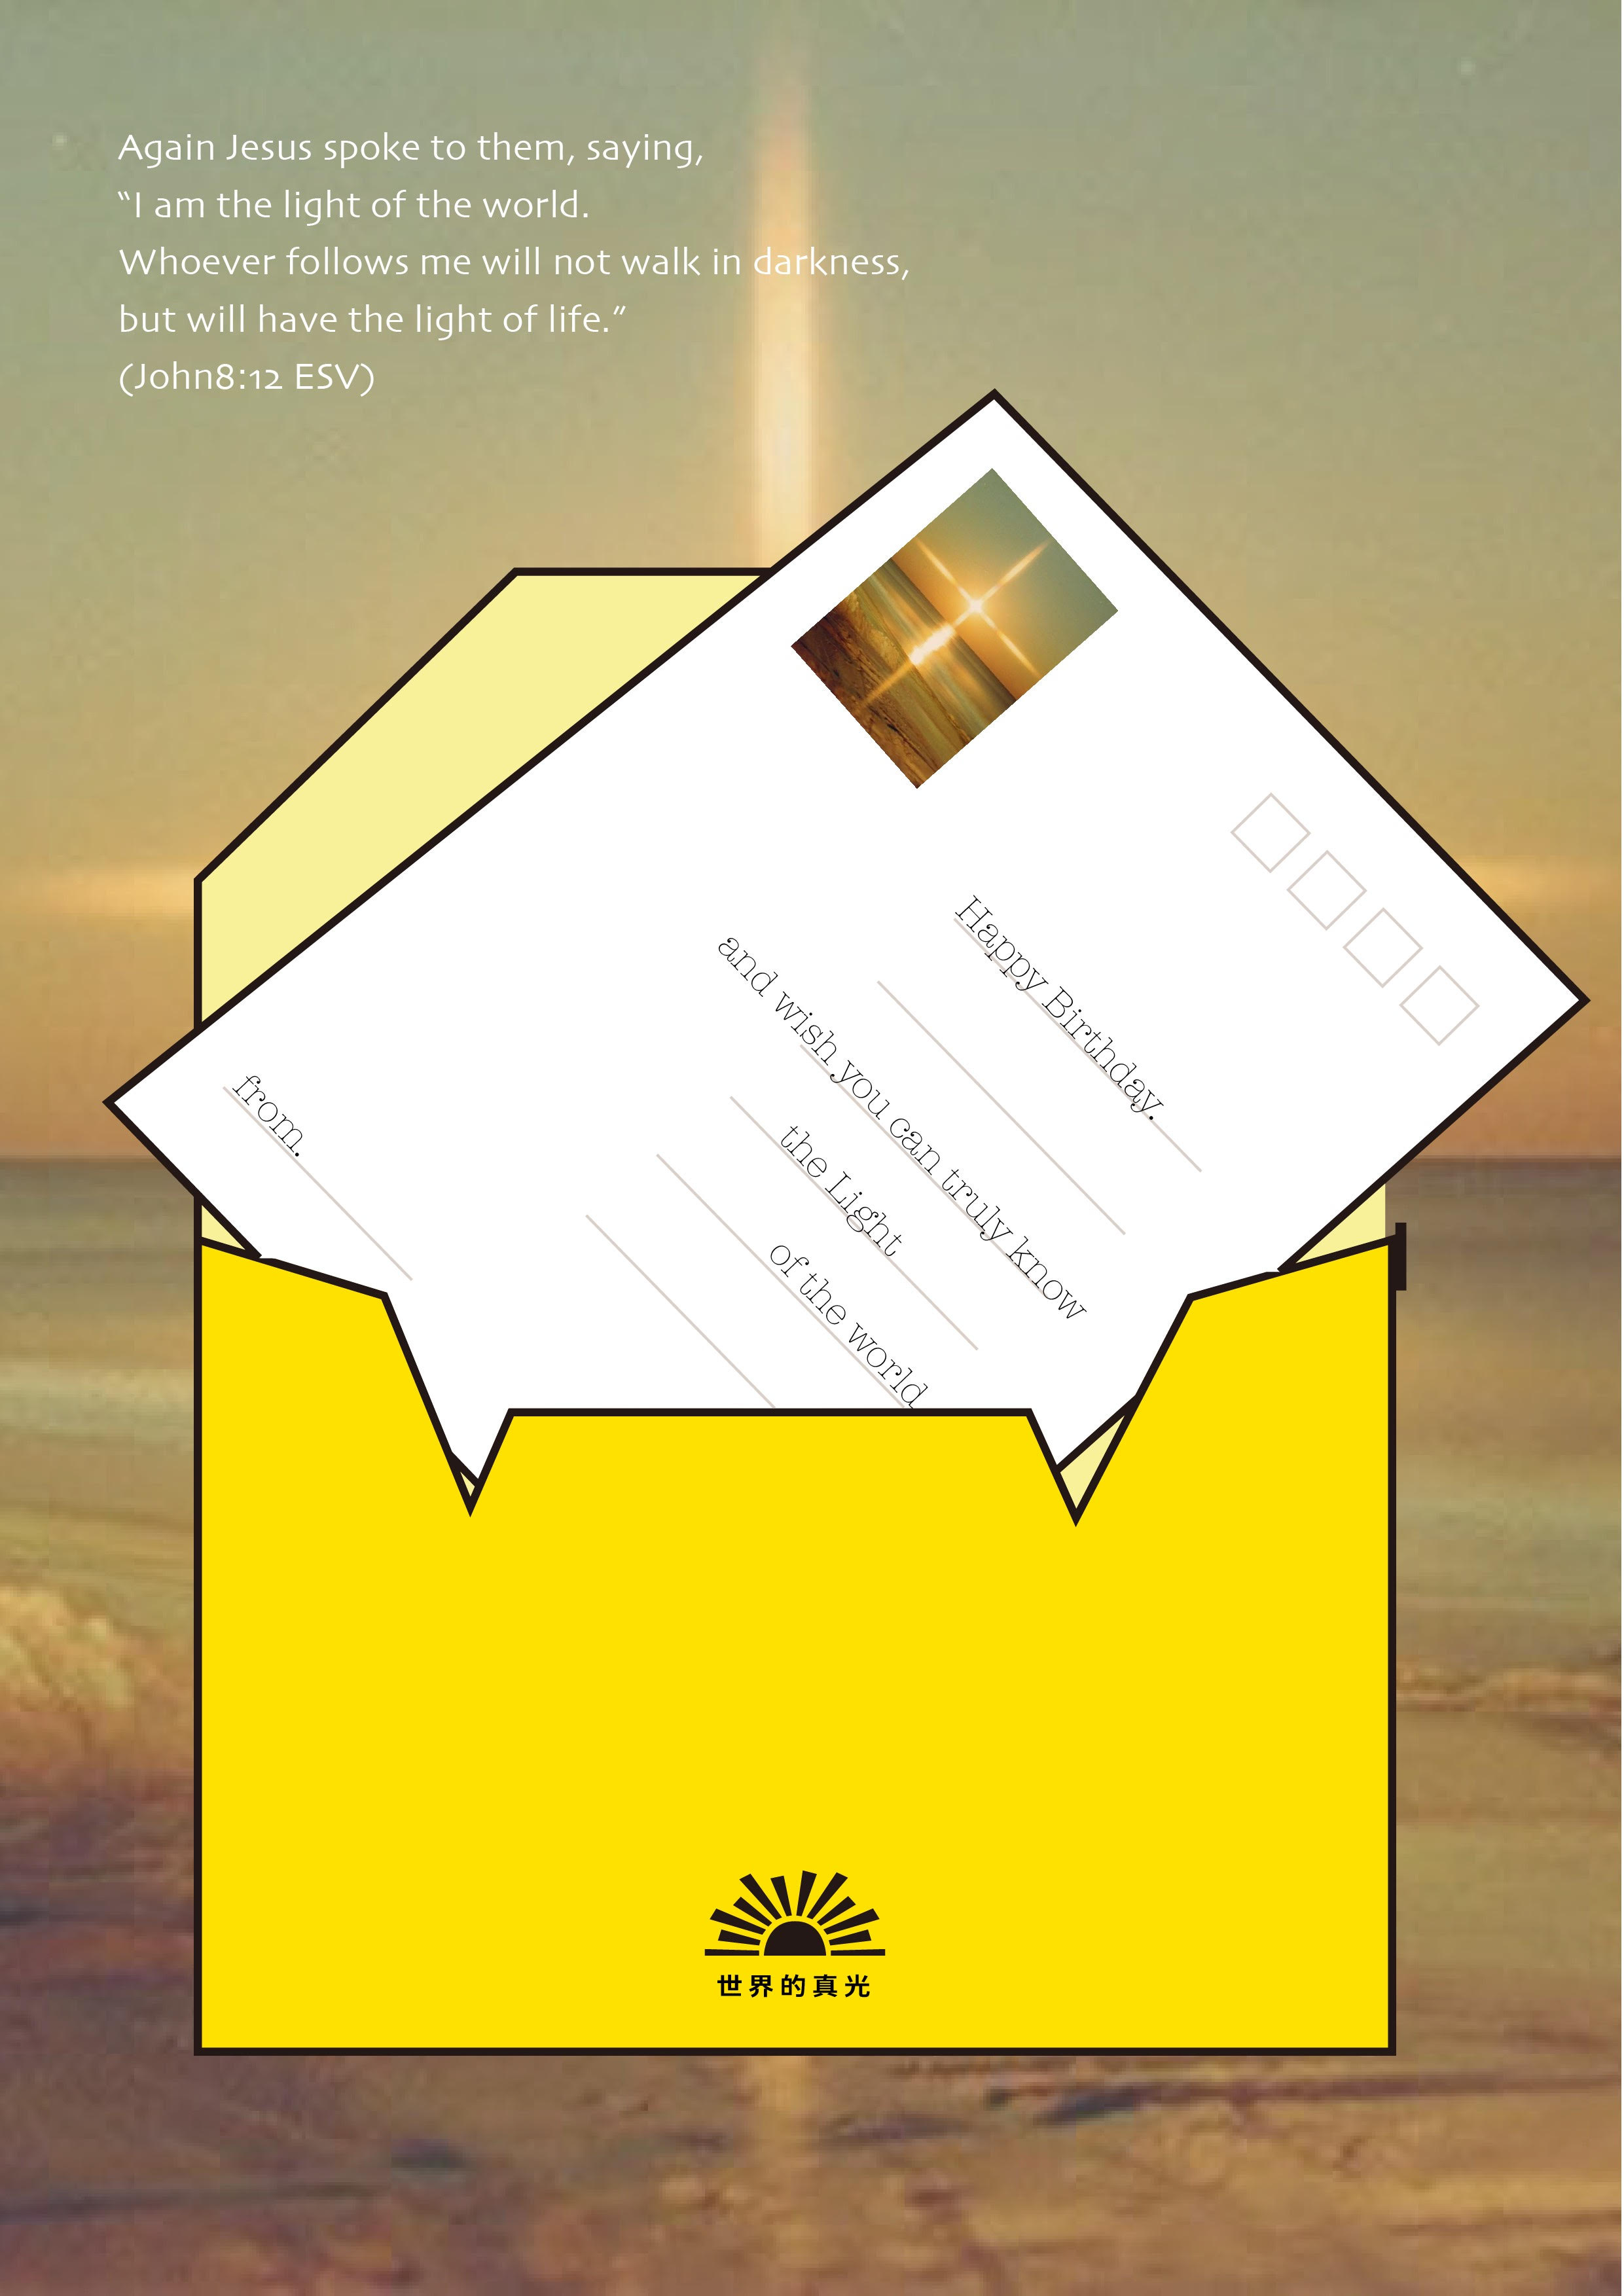 Again Jesus spoke to them, saying,
“I am the light of the world.
Whoever follows me will not walk in darkness,
but will have the light of life.”
(John8:12 ESV)
Happy Birthday.
and wish you can truly know
the Light
of the world
from.
世界的真光